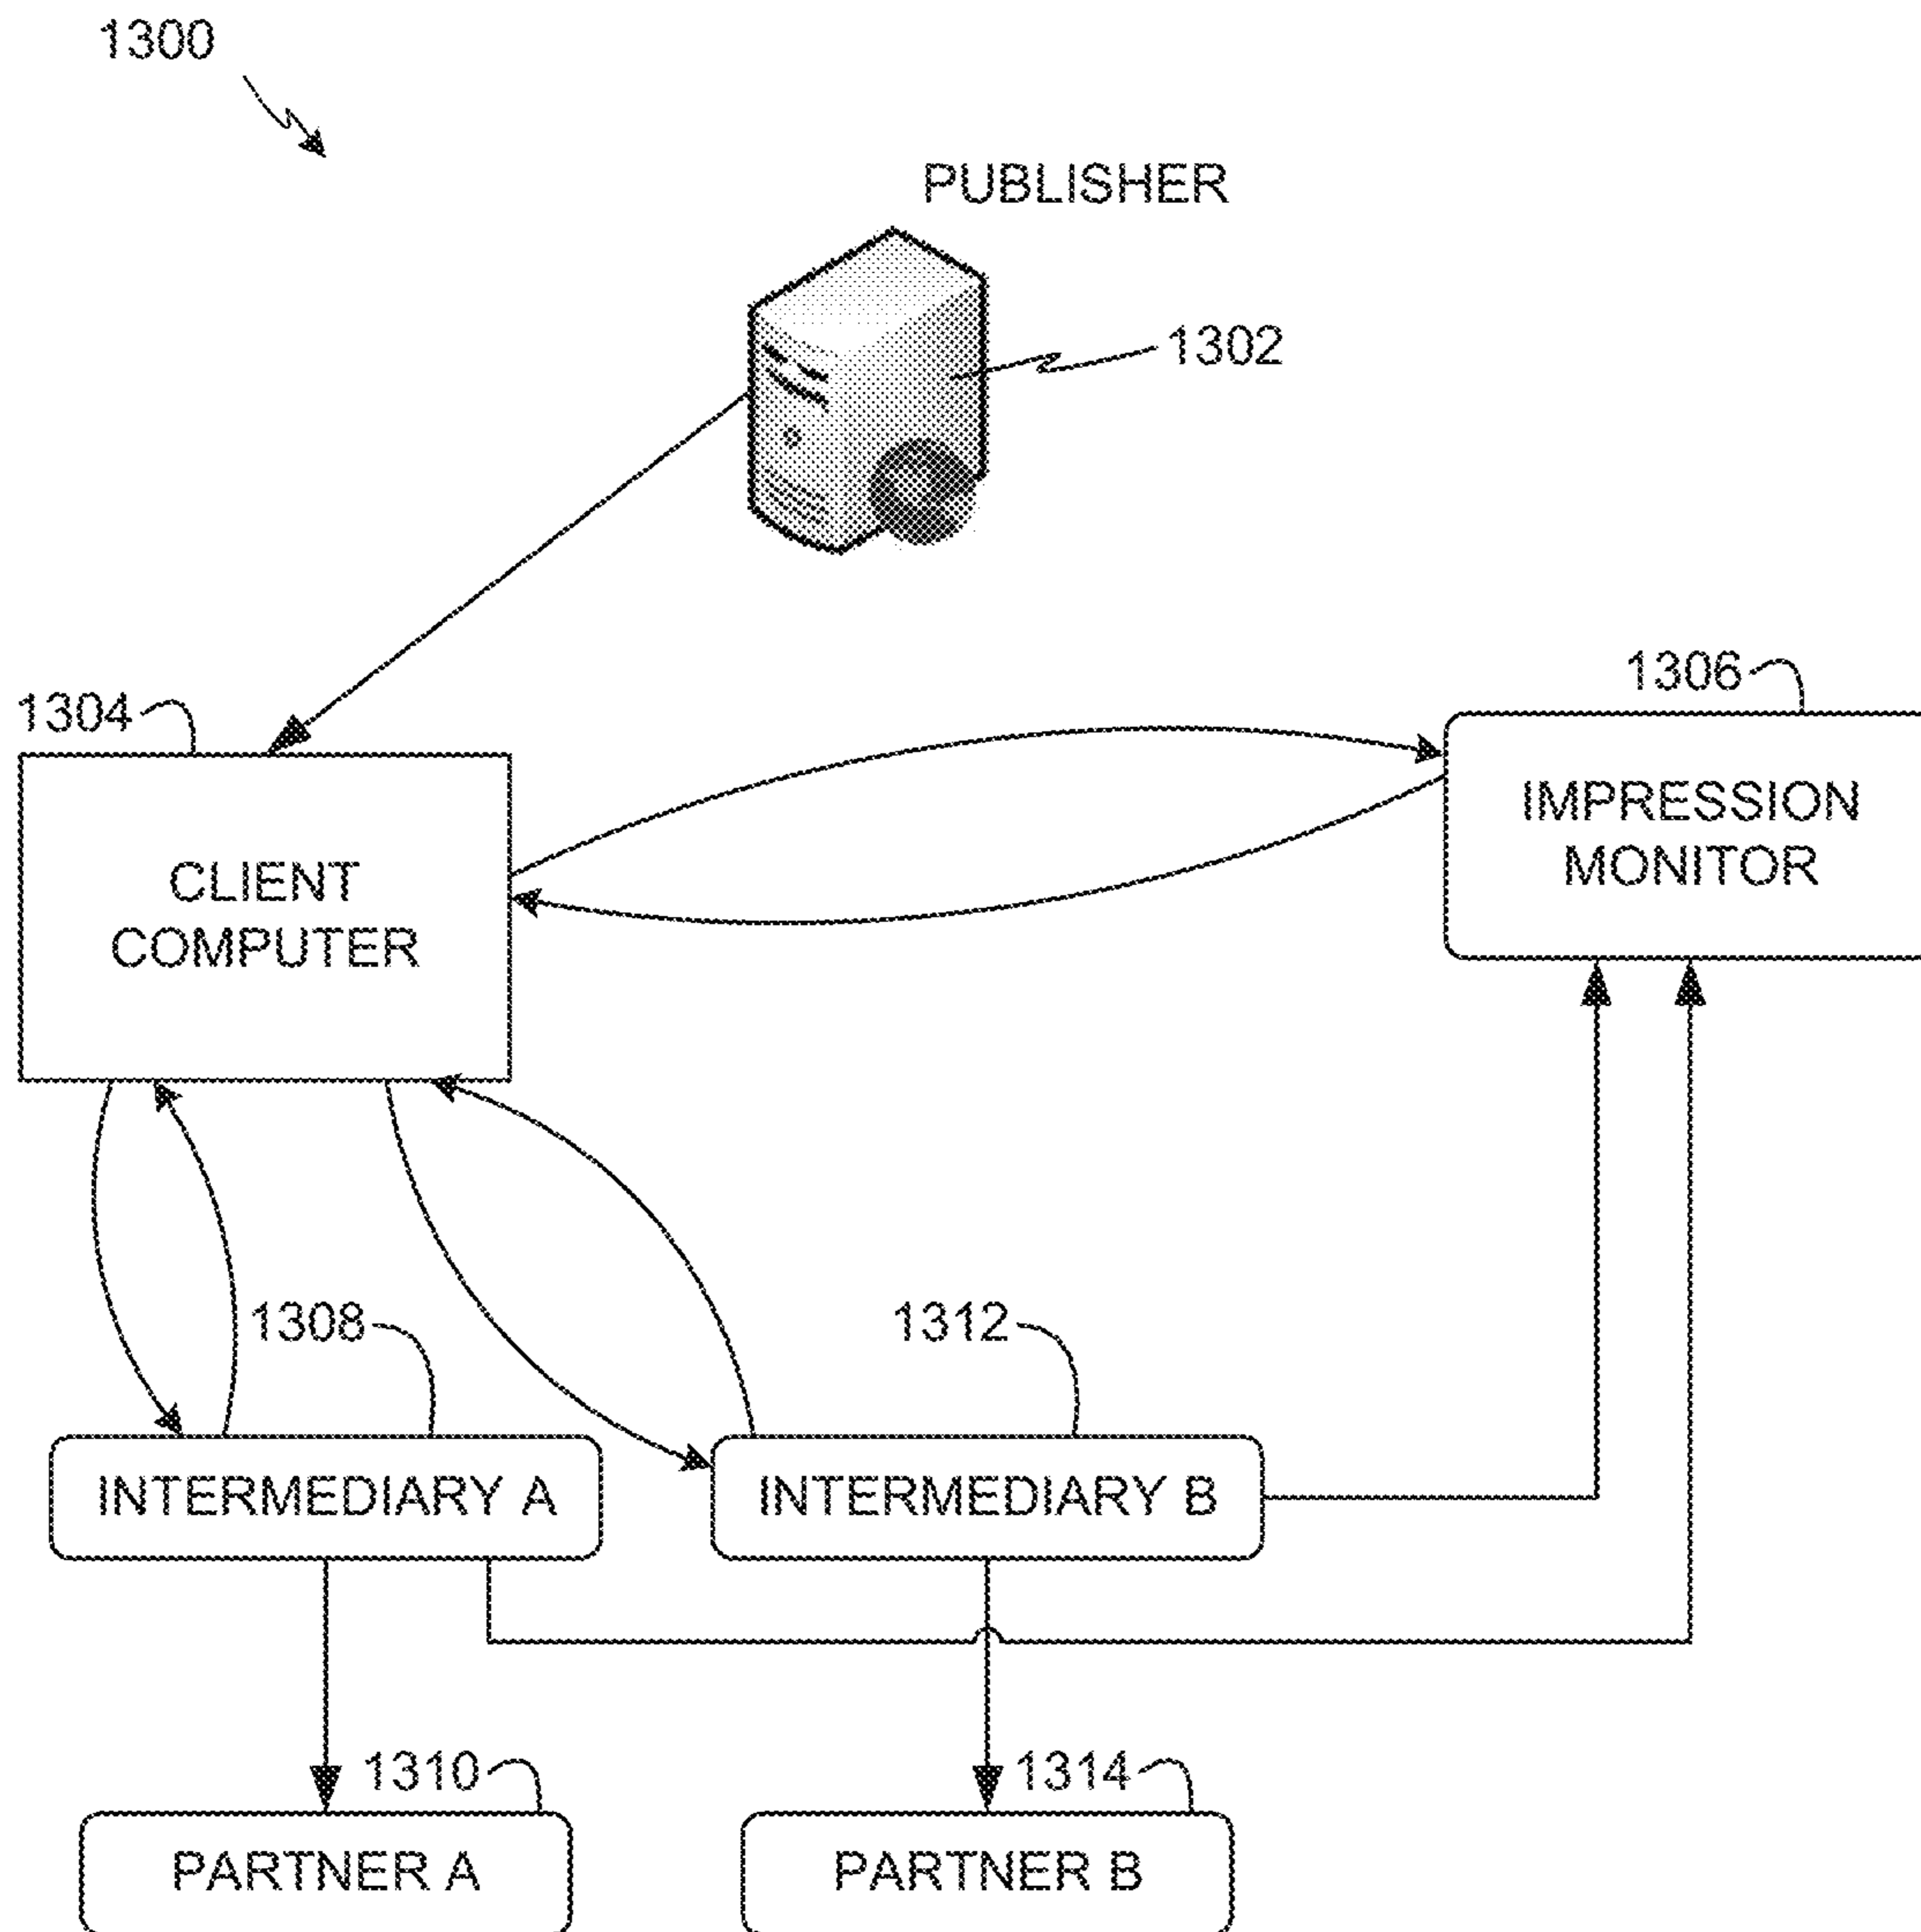 1300
PUBLISHER
1302
1304
1306
CLIENT
COMPUTER
IMPRESSION
MONITOR
1308
1312
INTERMEDIARY A
INTERMEDIARY B
1310
1314
PARTNER A
PARTNER B